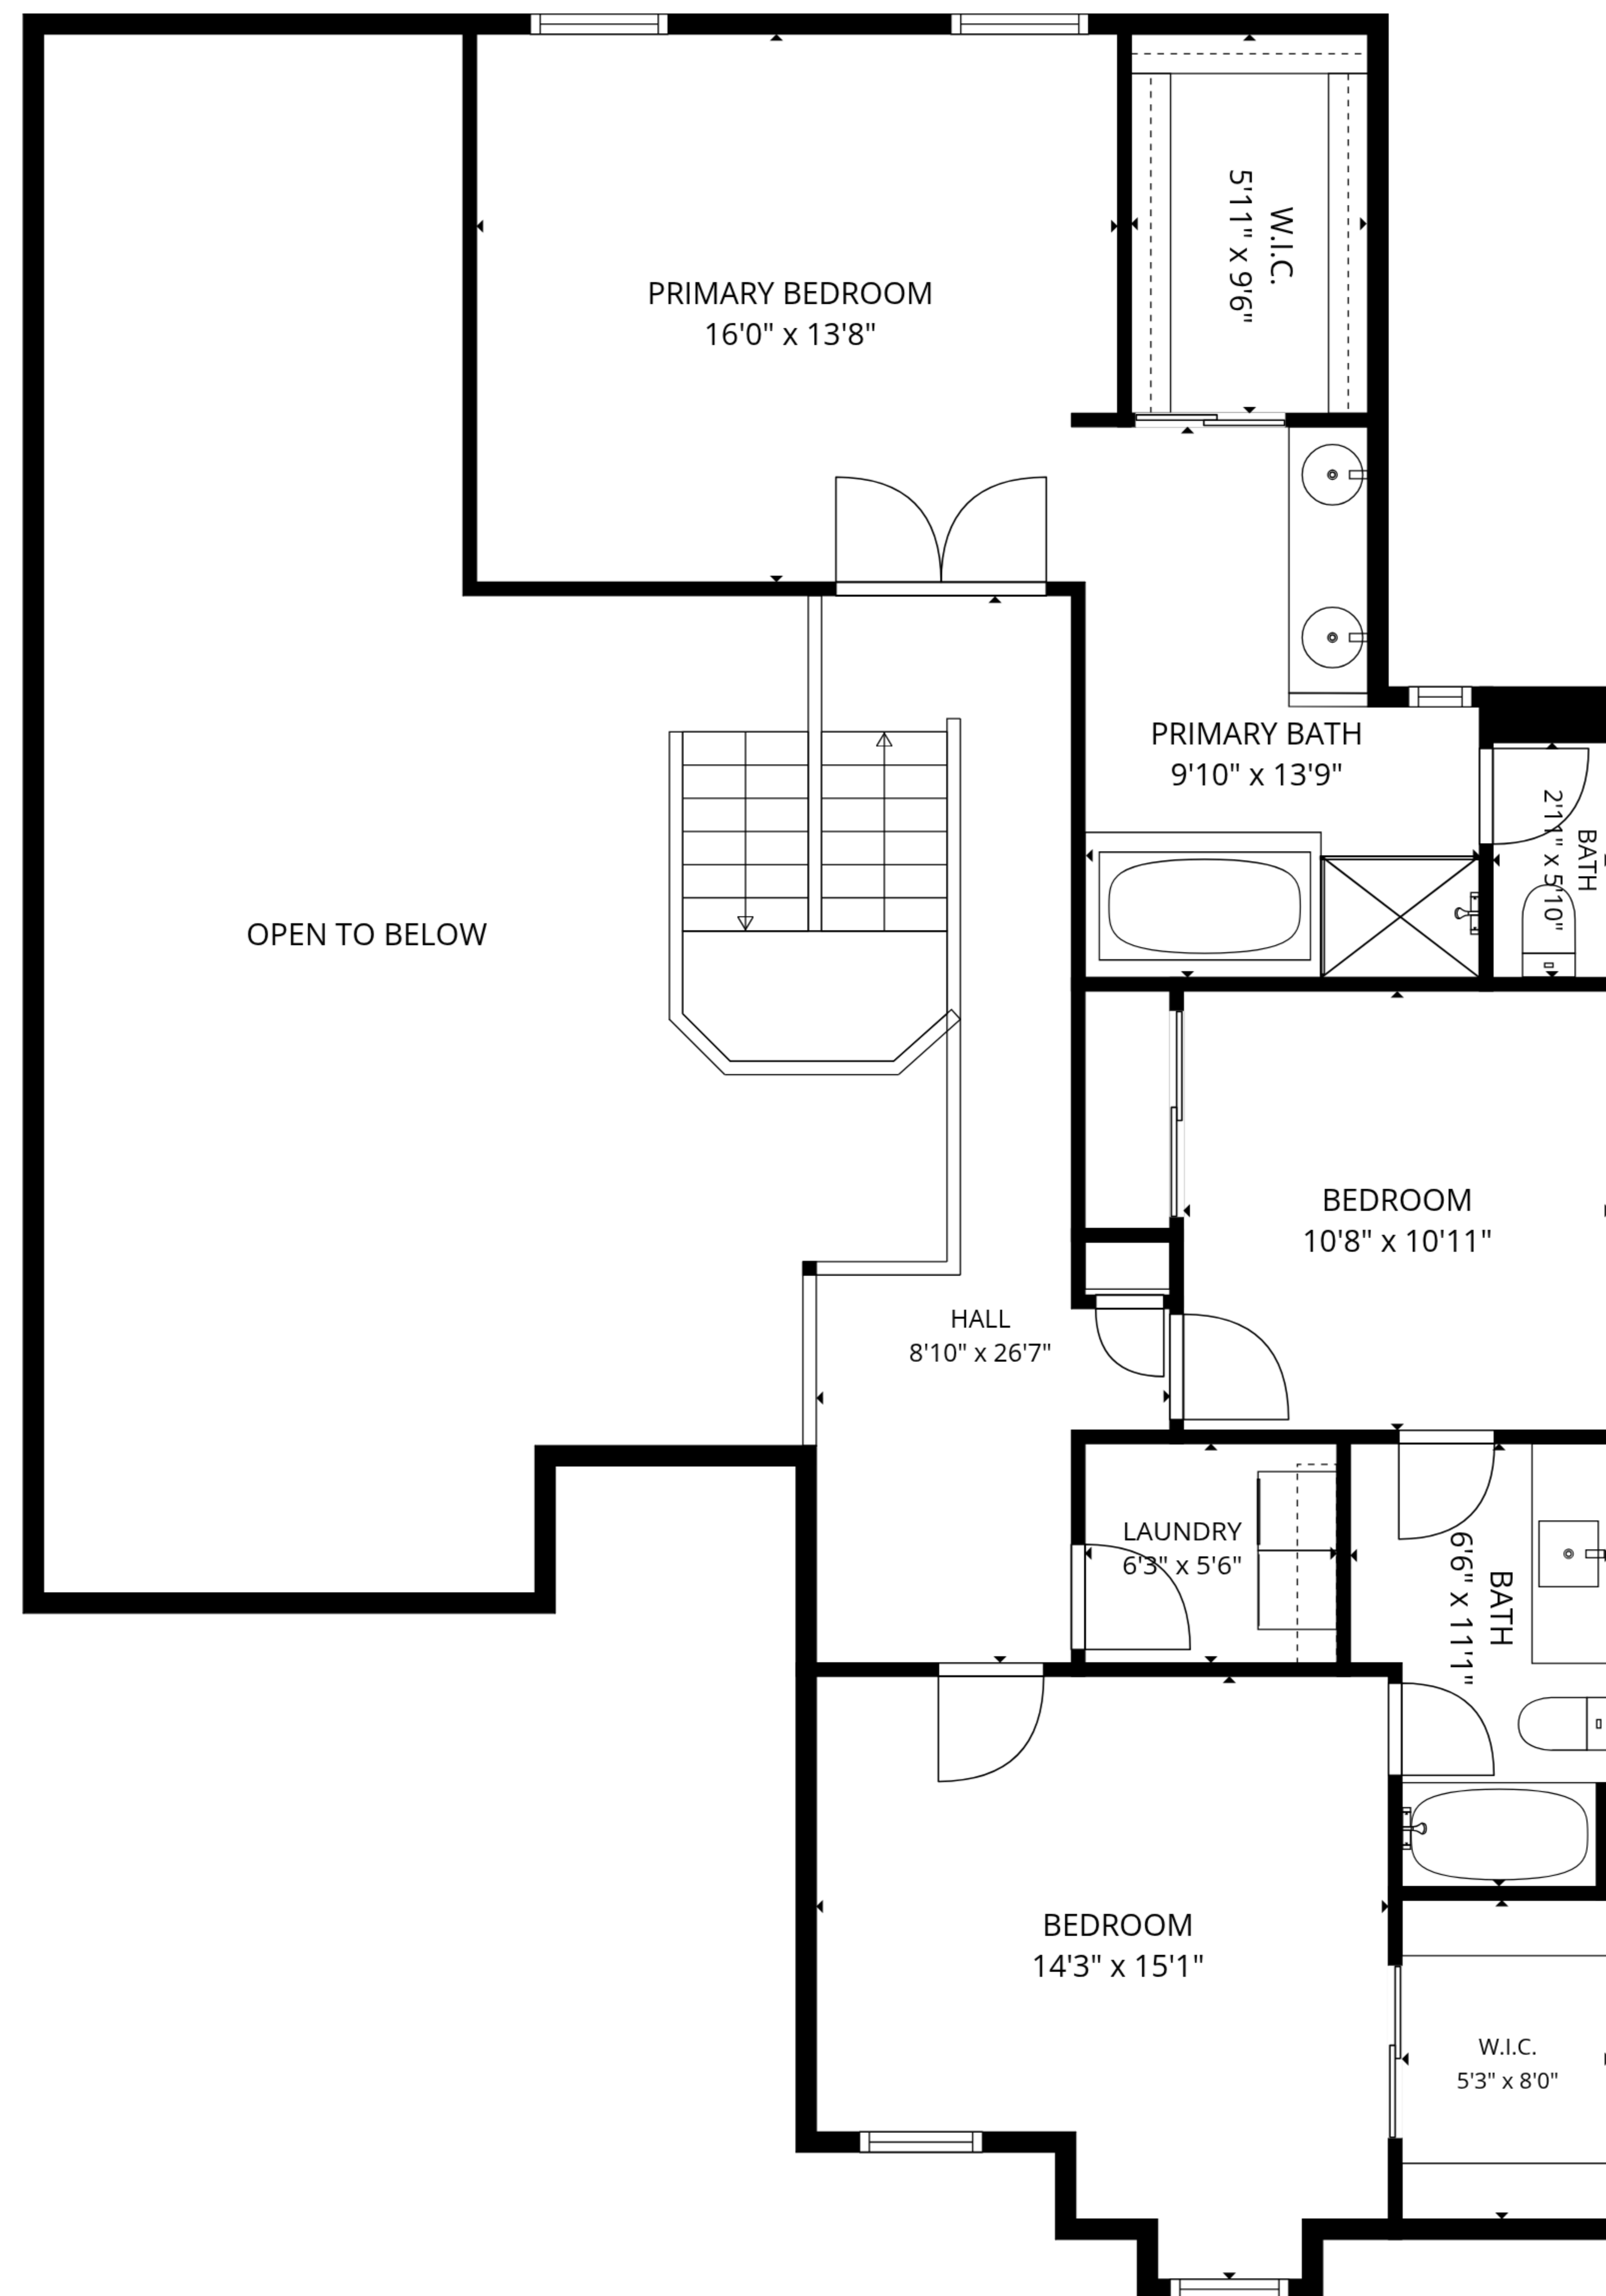 W.I.C.
5'11" x 9'6"
PRIMARY BEDROOM
16'0" x 13'8"
PRIMARY BATH
9'10" x 13'9"
BATH
2'11" x 5'10"
OPEN TO BELOW
BEDROOM
10'8" x 10'11"
HALL
8'10" x 26'7"
LAUNDRY
6'3" x 5'6"
BATH
6'6" x 11'1"
BEDROOM
14'3" x 15'1"
W.I.C.
5'3" x 8'0"